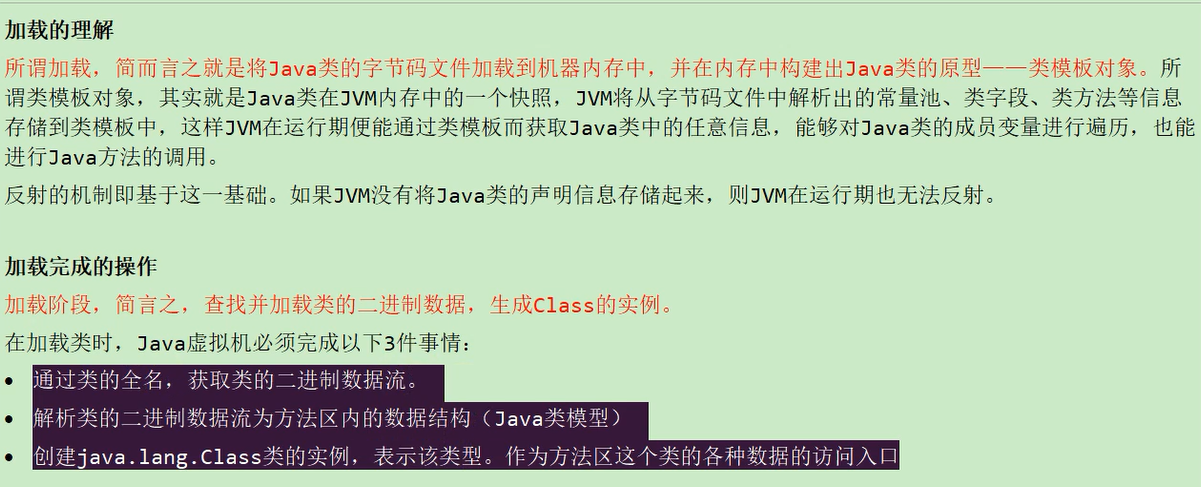 加载的理解
所谓加载，简而言之就是将Java类的字节码文件加载到机器内存中，并在内存中构建出Java类的原型——类模板对象。所
谓类模板对象，其实就是Java类在JVM内存中的一个快照，JVM将从字节码文件中解析出的常量池、类字段、类方法等信息
存储到类模板中，这样JVM在运行期便能通过类模板而获取Java类中的任意信息，能够对Java类的成员变量进行遍历，也能
进行Java方法的调用。
反射的机制即基于这一基础。如果JVM没有将Java类的声明信息存储起来，则JVM在运行期也无法反射。
加载完成的操作
加载阶段，简言之，查找并加载类的二进制数据，生成Class的实例。
在加载类时，Java虚拟机必须完成以下3件事情：
• 通过类的全名，获取类的二进制数据流。
• 解析类的二进制数据流为方法区内的数据结构（Java类模型）
• 创建java.lang.Class类的实例，表示该类型。作为方法区这个类的各种数据的访问入口